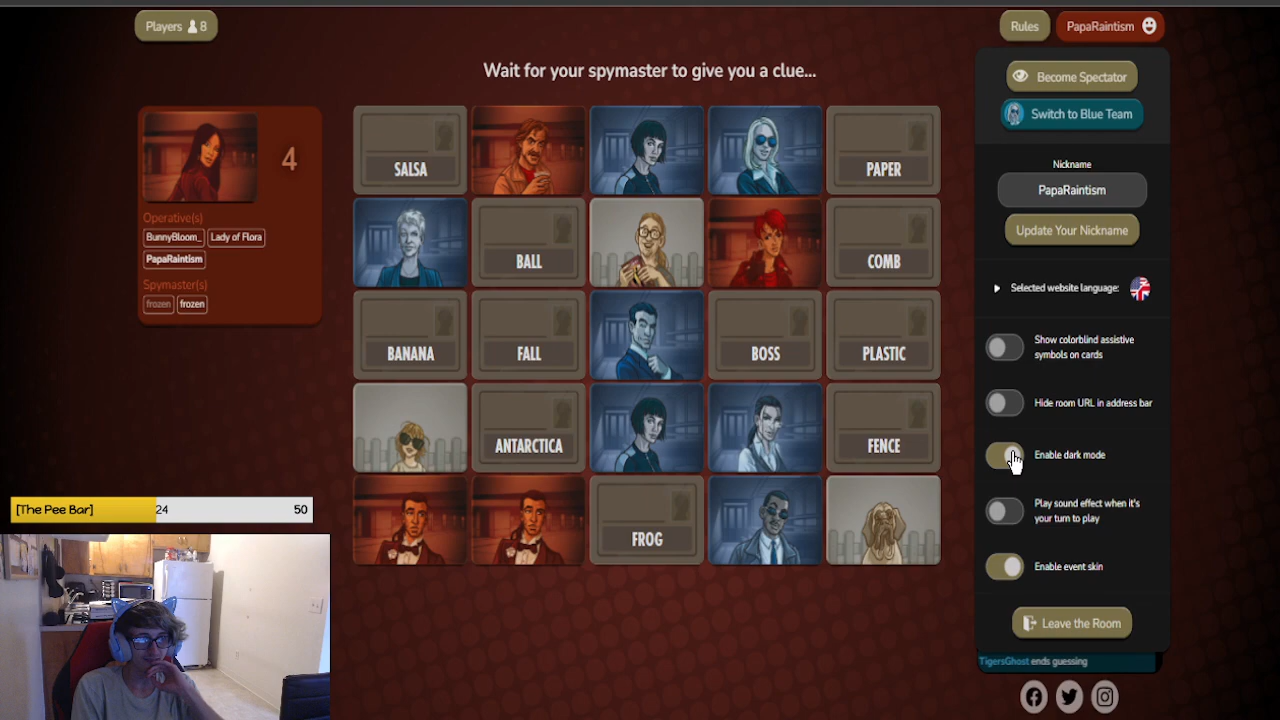 Players 8
Rules
PapaRaintism
Wait for your spymaster to give you a clue...
4
Operative(s)
BunnyBloom_ Lady of Flora
PapaRaintism
Spymaster(s)
frozen frozen
SALSA
PAPER
BALL
COMB
BANANA
FALL
BOSS
PLASTIC
ANTARCTICA
FENCE
FROG
Become Spectator
Switch to Blue Team
Nickname
PapaRaintism
Update Your Nickname
Selected website language:
Show colorblind assistive
symbols on cards
Hide room URL in address bar
Enable dark mode
Play sound effect when it's
your turn to play
Enable event skin
Leave the Room
TigersGhost ends guessing
[The Pee Bar] 24 50